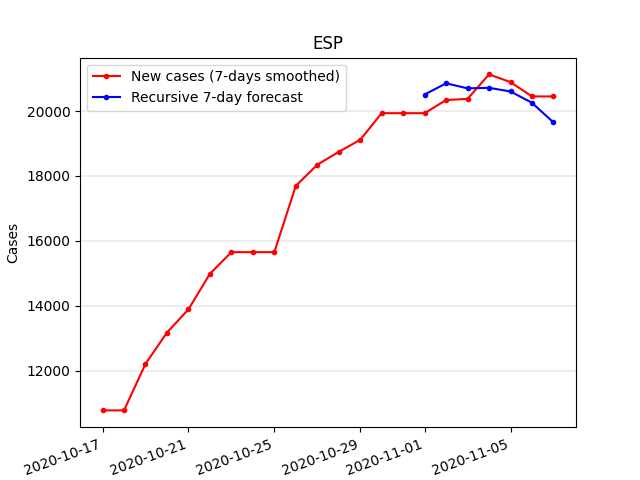 ESP
New cases (7-days smoothed)
Recursive 7-day forecast
Cases
20000
18000
16000
14000
12000
2020-10-17
2020-10-21
2020-10-25
2020-10-29
2020-11-01
2020-11-05